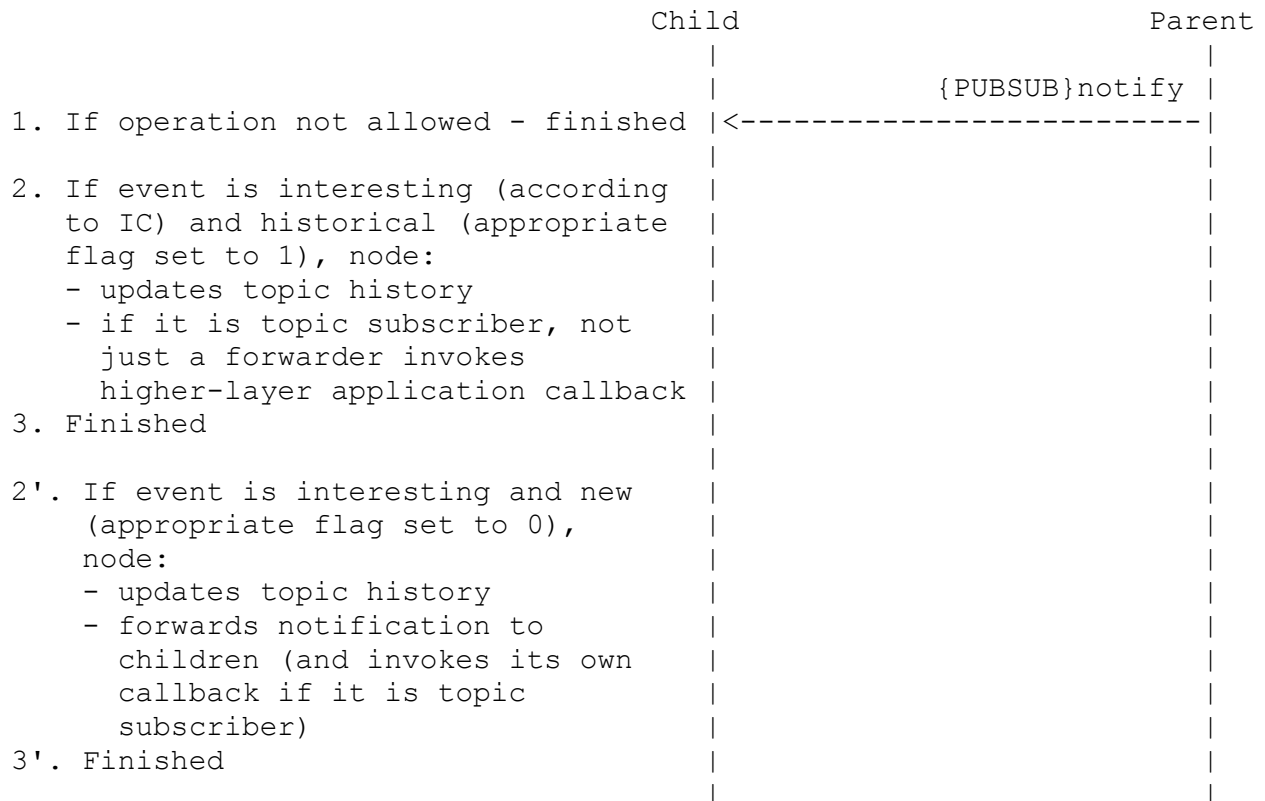 Child Parent
{PUBSUB}notify
1. If operation not allowed - finished |<---------------------------|
2. If event is interesting (according
to IC) and historical (appropriate
flag set to 1), node:
- updates topic history
- if it is topic subscriber, not
just a forwarder invokes
higher-layer application callback
3. Finished
2'. If event is interesting and new
(appropriate flag set to 0),
node:
- updates topic history
- forwards notification to
children (and invokes its own
callback if it is topic
subscriber)
3'. Finished